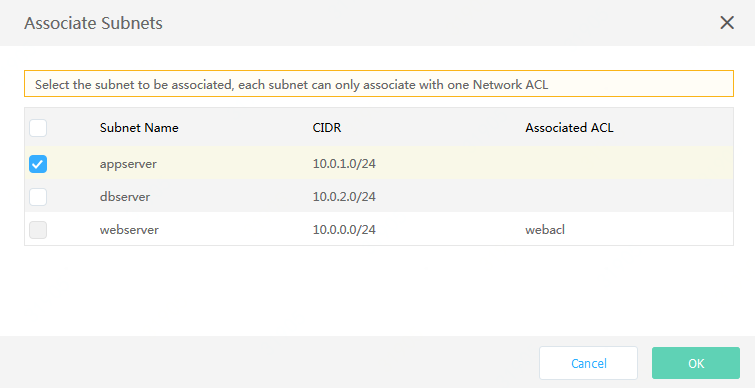 Associate Subnets
Select the subnet to be associated, each subnet can only associate with one Network ACL
Subnet Name CIDR Associated ACL
appserver 10.0.1.0/24
dbserver 10.0.2.0/24
webserver 10.0.0.0/24 webacl
Cancel OK